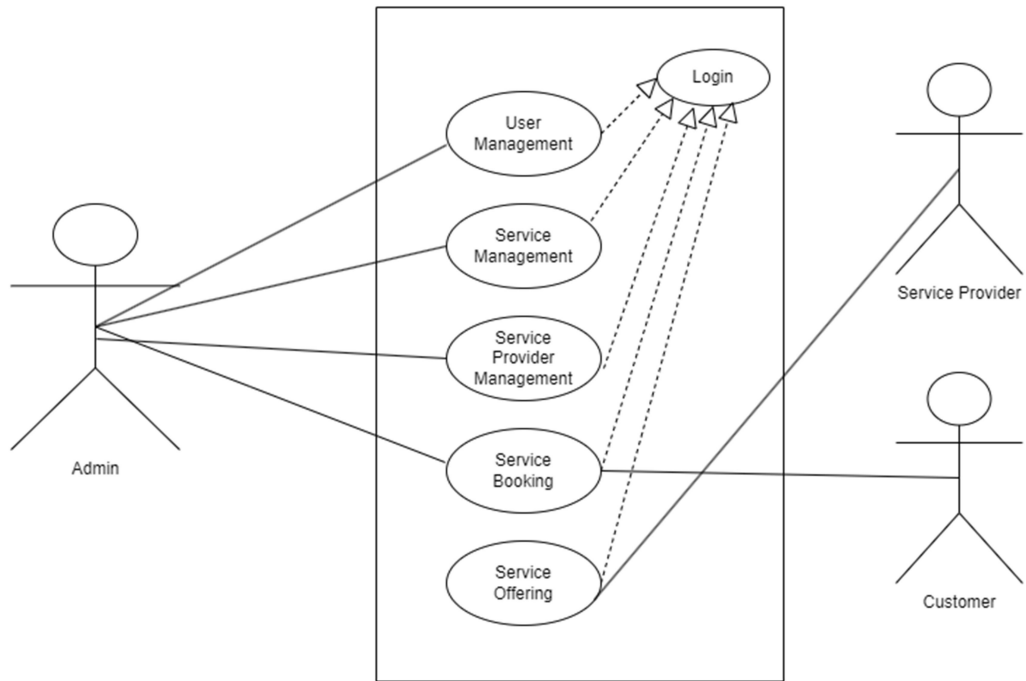 Login
User
Management
Service
Management
Service
Provider
Management
Service
Booking
Service
Offering
Admin
Service Provider
Customer